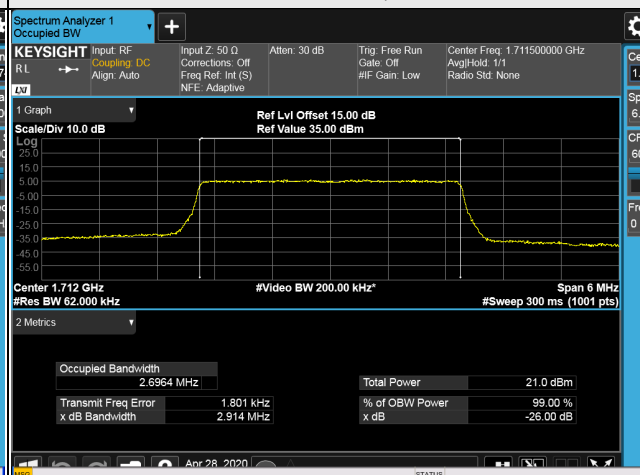 Spectrum Analyzer 1
Occupied BW
KEYSIGHT
R L
LXI
Input: RF
Coupling: DC
Align: Auto
Input Z: 50 Ω
Corrections: Off
Freq Ref: Int (S)
NFE: Adaptive
Atten: 30 dB
Trig: Free Run
Gate: Off
#IF Gain: Low
Center Freq: 1.711500000 GHz
Avg|Hold: 1/1
Radio Std: None
1 Graph
Scale/Div 10.0 dB
Ref Lvl Offset 15.00 dB
Ref Value 35.00 dBm
Log
25.0
15.0
5.00
-5.00
-15.0
-25.0
-35.0
-45.0
-55.0
Center 1.712 GHz
#Res BW 62.000 kHz
#Video BW 200.00 kHz*
Span 6 MHz
#Sweep 300 ms (1001 pts)
2 Metrics
Occupied Bandwidth
2.6964 MHz
Transmit Freq Error 1.801 kHz
x dB Bandwidth 2.914 MHz
Total Power 21.0 dBm
% of OBW Power 99.00 %
x dB -26.00 dB
Apr 28, 2020
MSG
STATUS